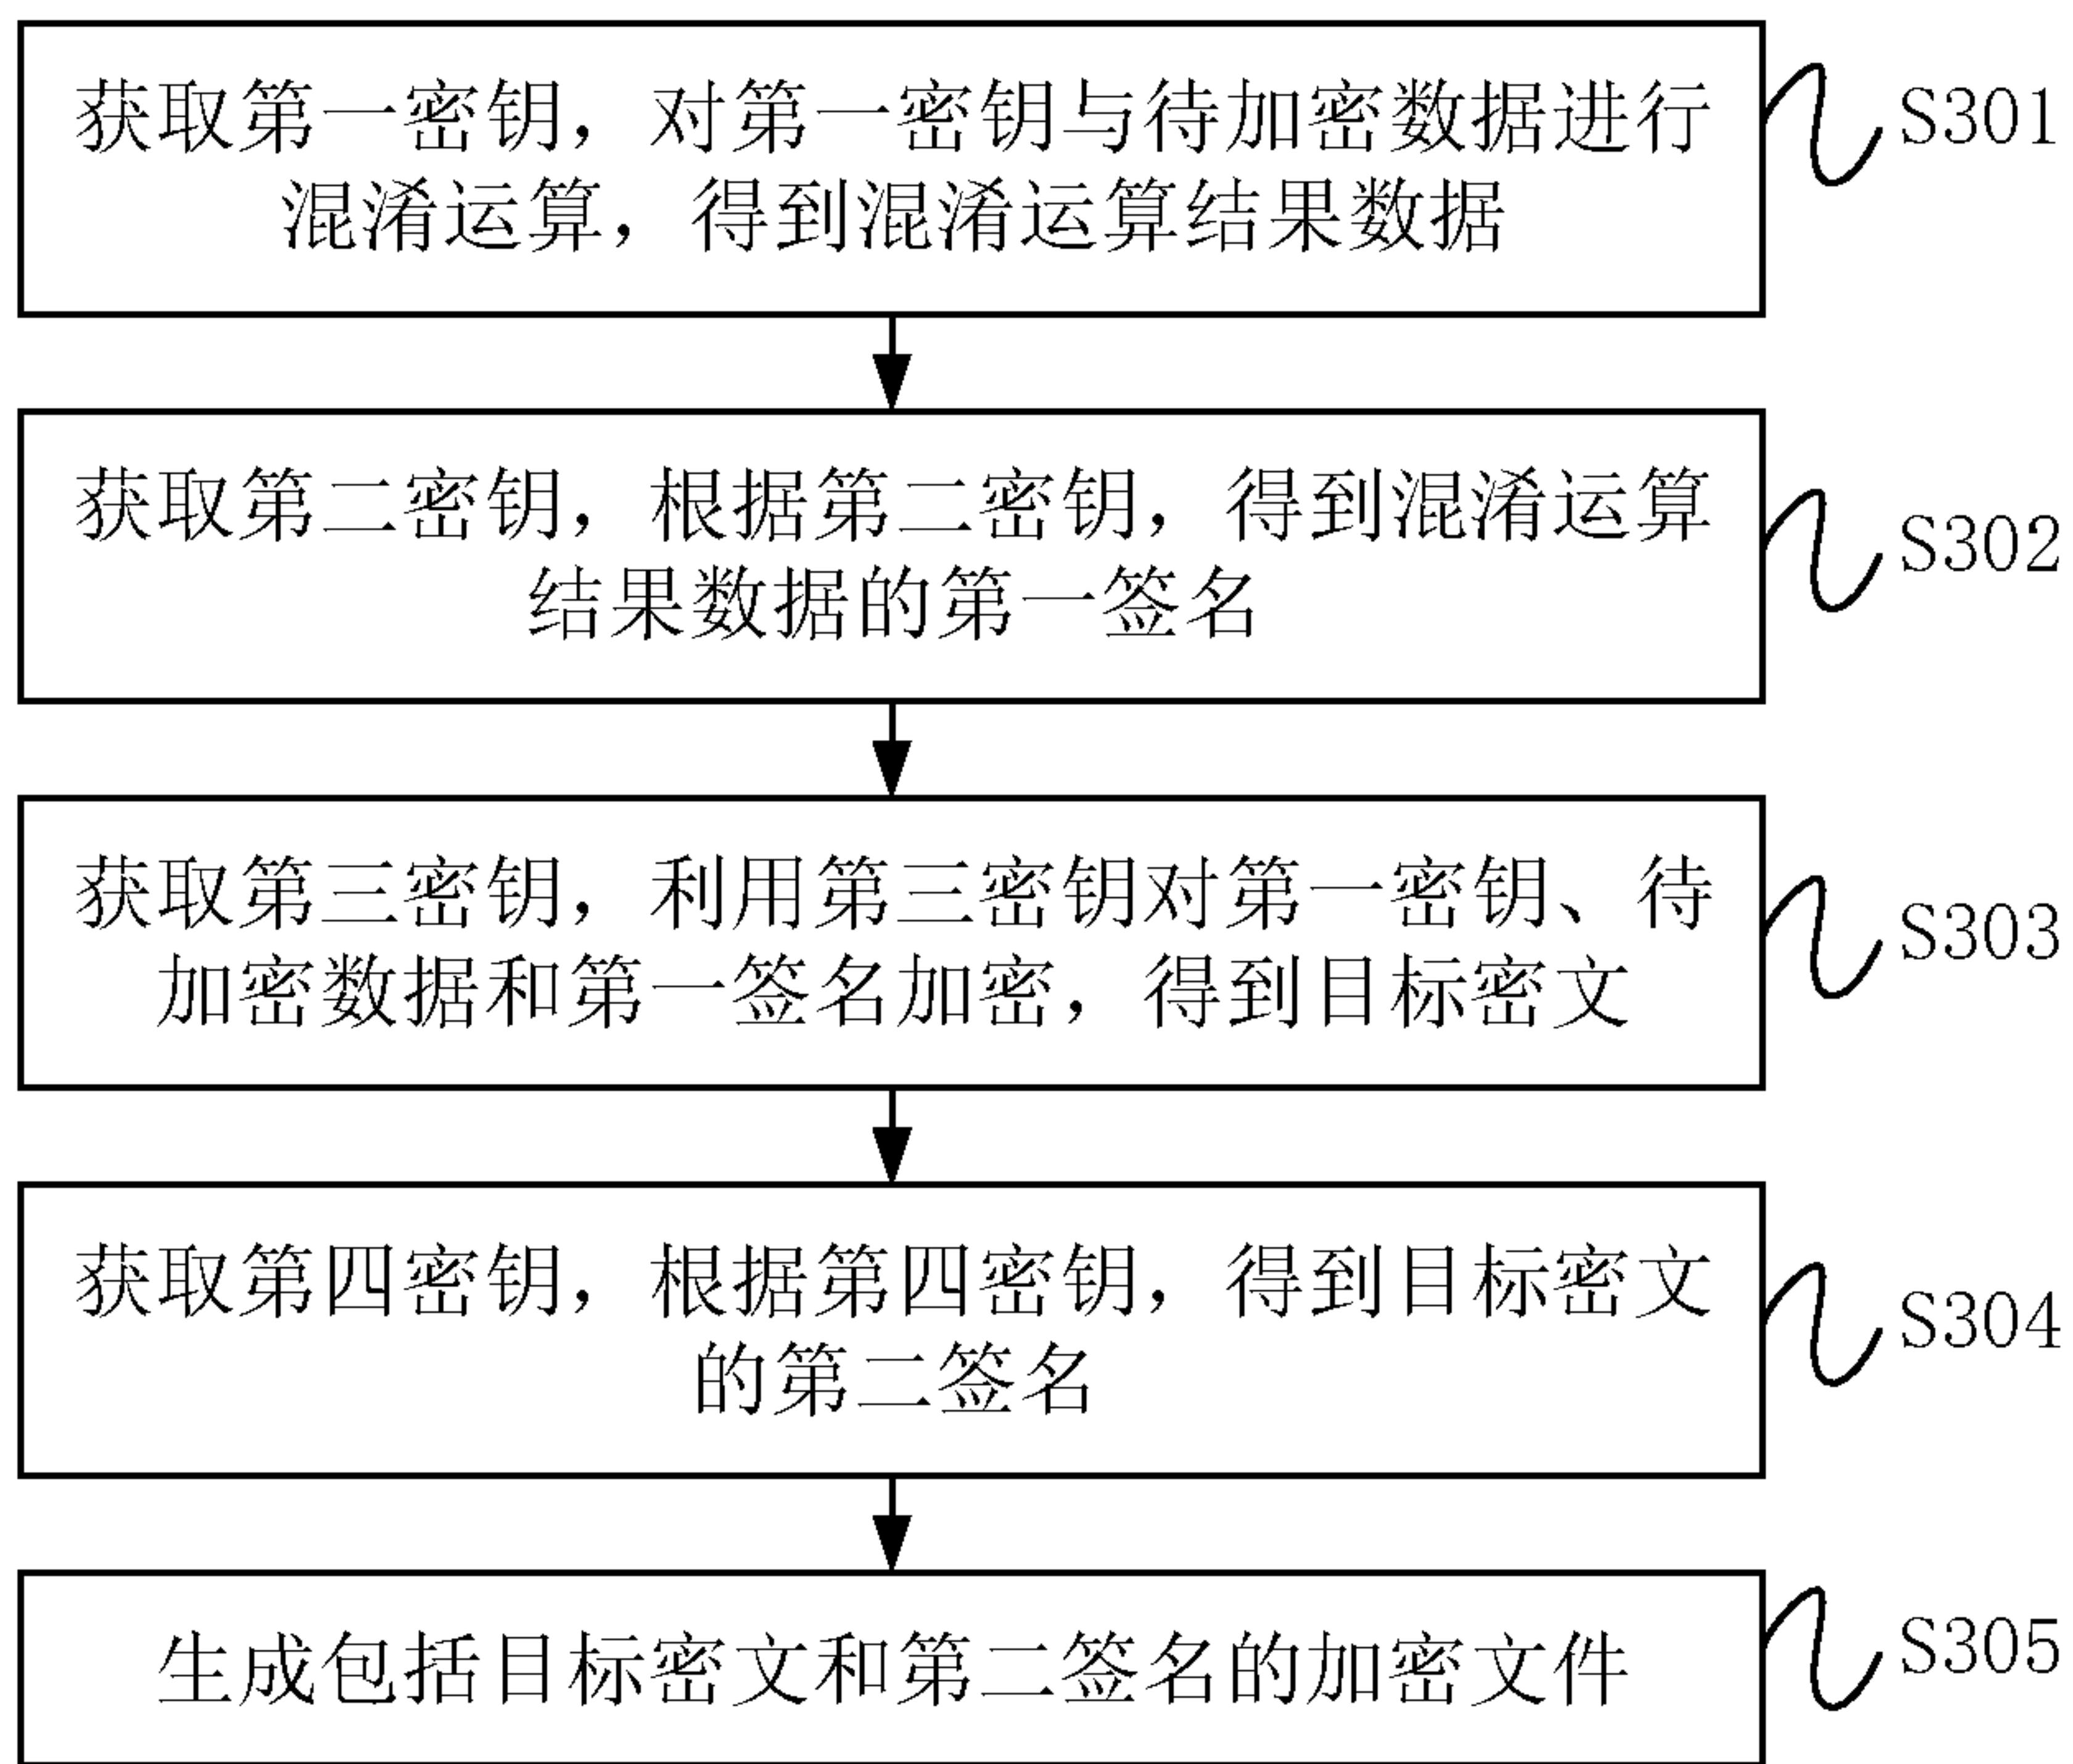 获取第一密钥，对第一密钥与待加密数据进行
混淆运算，得到混淆运算结果数据
S301
获取第二密钥，根据第二密钥，得到混淆运算
结果数据的第一签名
S302
获取第三密钥，利用第三密钥对第一密钥、待
加密数据和第一签名加密，得到目标密文
S303
获取第四密钥，根据第四密钥，得到目标密文
的第二签名
S304
生成包括目标密文和第二签名的加密文件
S305